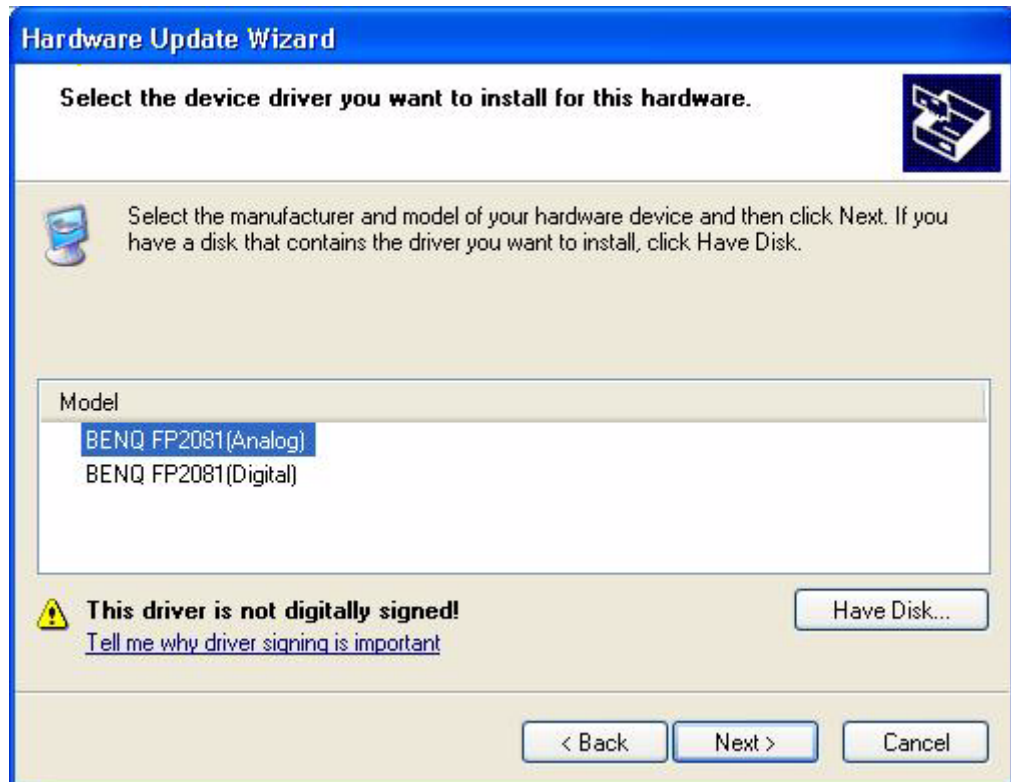 Hardware Update Wizard
Select the device driver you want to install for this hardware.
Select the manufacturer and model of your hardware device and then click Next. If you
have a disk that contains the driver you want to install, click Have Disk.
Model
BENQ FP2081(Analog)
BENQ FP2081(Digital)
This driver is not digitally signed!
Tell me why driver signing is important
Have Disk...
< Back
Next >
Cancel